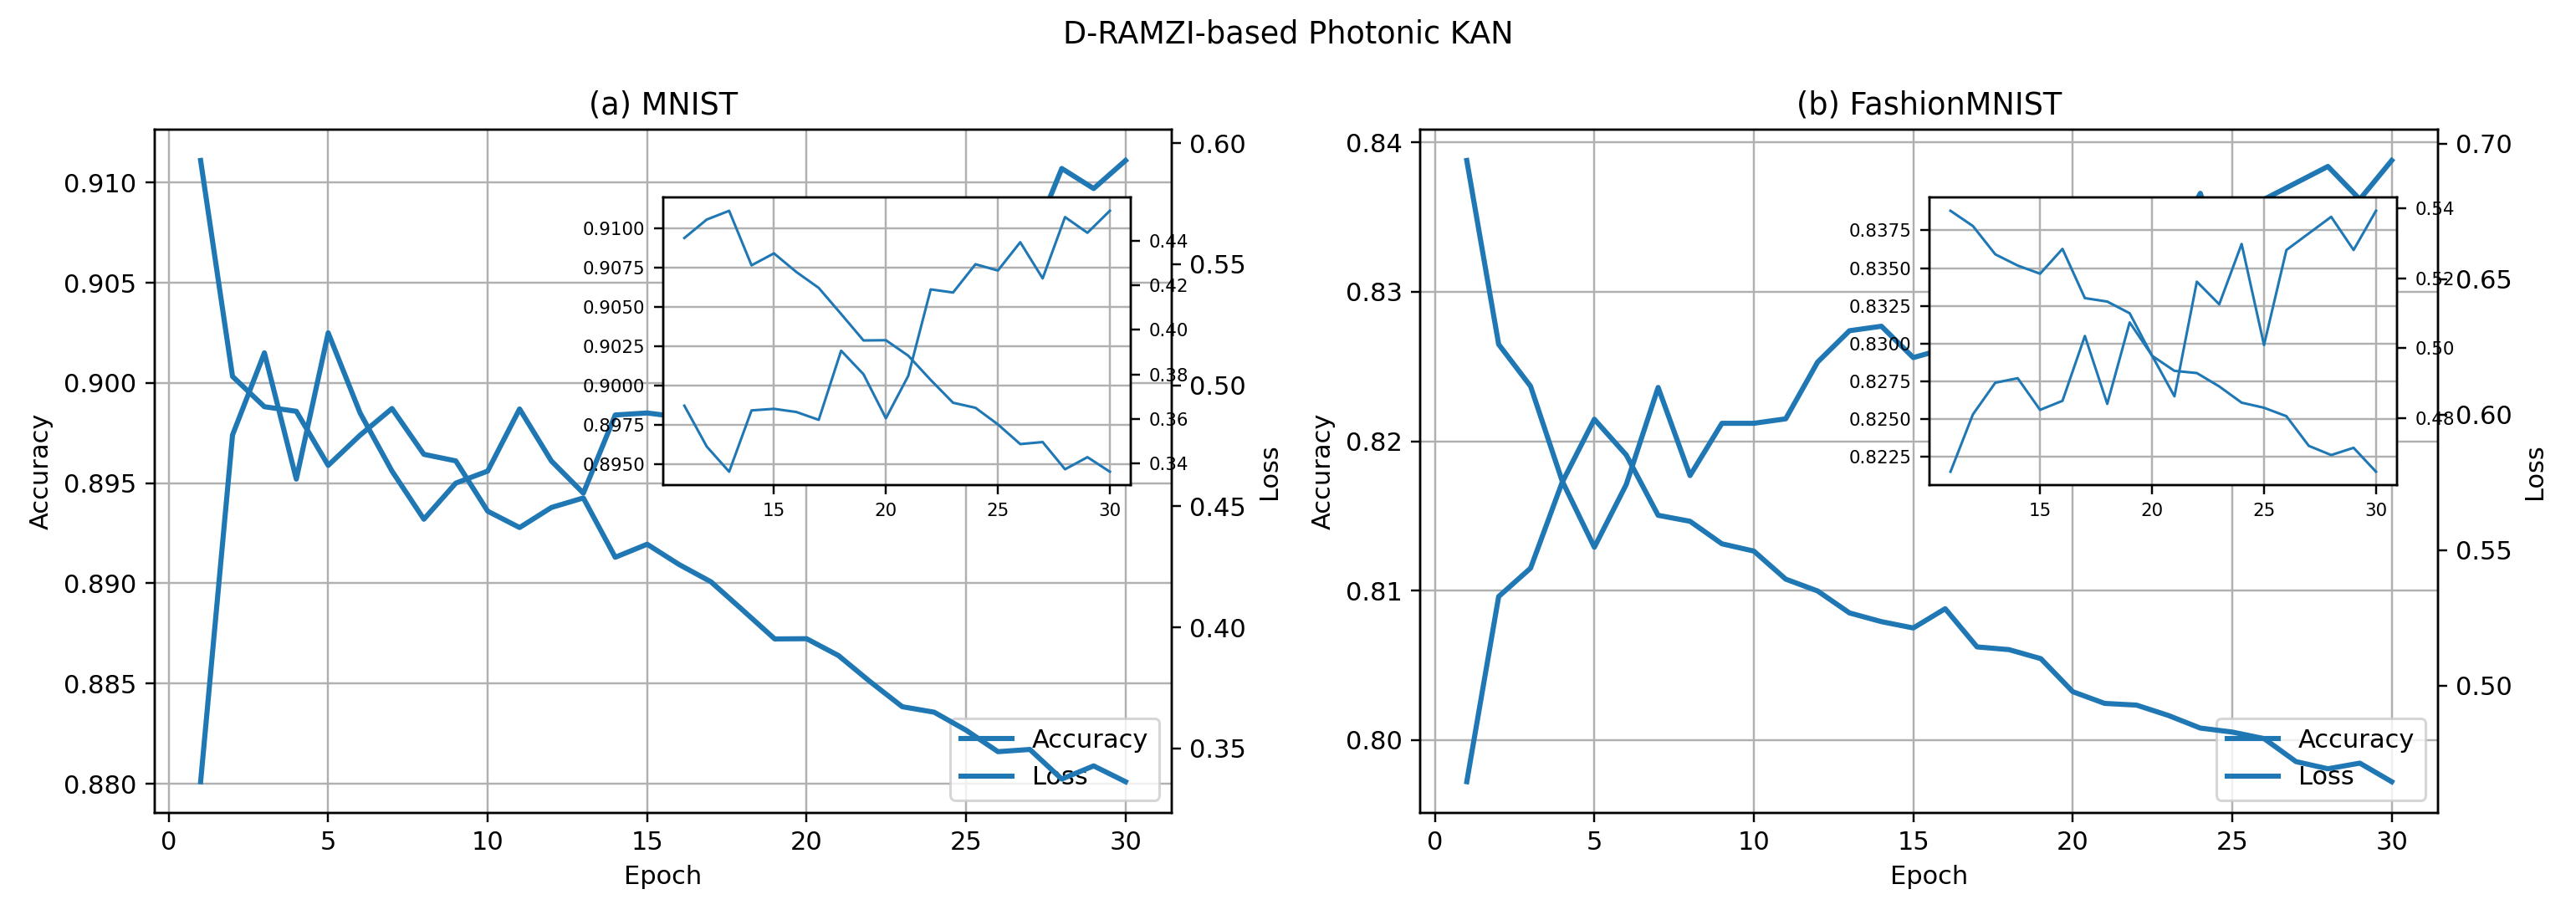 D-RAMZI-based Photonic KAN
(a) MNIST
0.910
0.905
0.900
0.895
0.890
0.885
0.880
Accuracy
0.9100
0.9075
0.9050
0.9025
0.9000
0.8975
0.8950
0.44
0.42
0.40
0.38
0.36
0.34
15 20 25 30
0.60
0.55
0.50
0.45
0.40
0.35
Loss
Accuracy
Loss
0 5 10 15 20 25 30
Epoch
(b) FashionMNIST
0.84
0.83
0.82
0.81
0.80
Accuracy
0.8375
0.8350
0.8325
0.8300
0.8275
0.8250
0.8225
0.54
0.52
0.50
0.48
15 20 25 30
0.70
0.65
0.60
0.55
0.50
Loss
Accuracy
Loss
0 5 10 15 20 25 30
Epoch